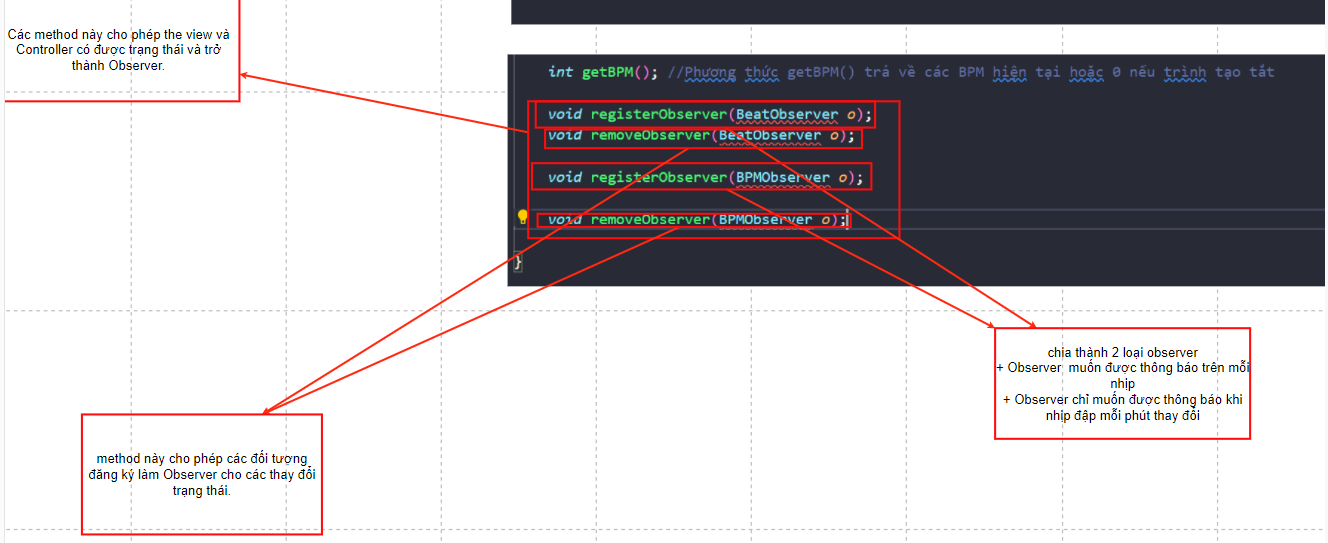 Các method này cho phép the view và
Controller có được trạng thái và trở
thành Observer.
int getBPM(); //Phương thức getBPM() trả về các BPM hiện tại hoặc 0 nếu trình tạo tắt
void registerObserver(BeatObserver o);
void removeObserver(BeatObserver o);
void registerObserver(BPMObserver o);
void removeObserver(BPMObserver o);
}
chia thành 2 loại observer
+ Observer muốn được thông báo trên mỗi
nhịp
+ Observer chỉ muốn được thông báo khi
nhịp đập mỗi phút thay đổi
method này cho phép các đối tượng
đăng ký làm Observer cho các thay đổi
trạng thái.